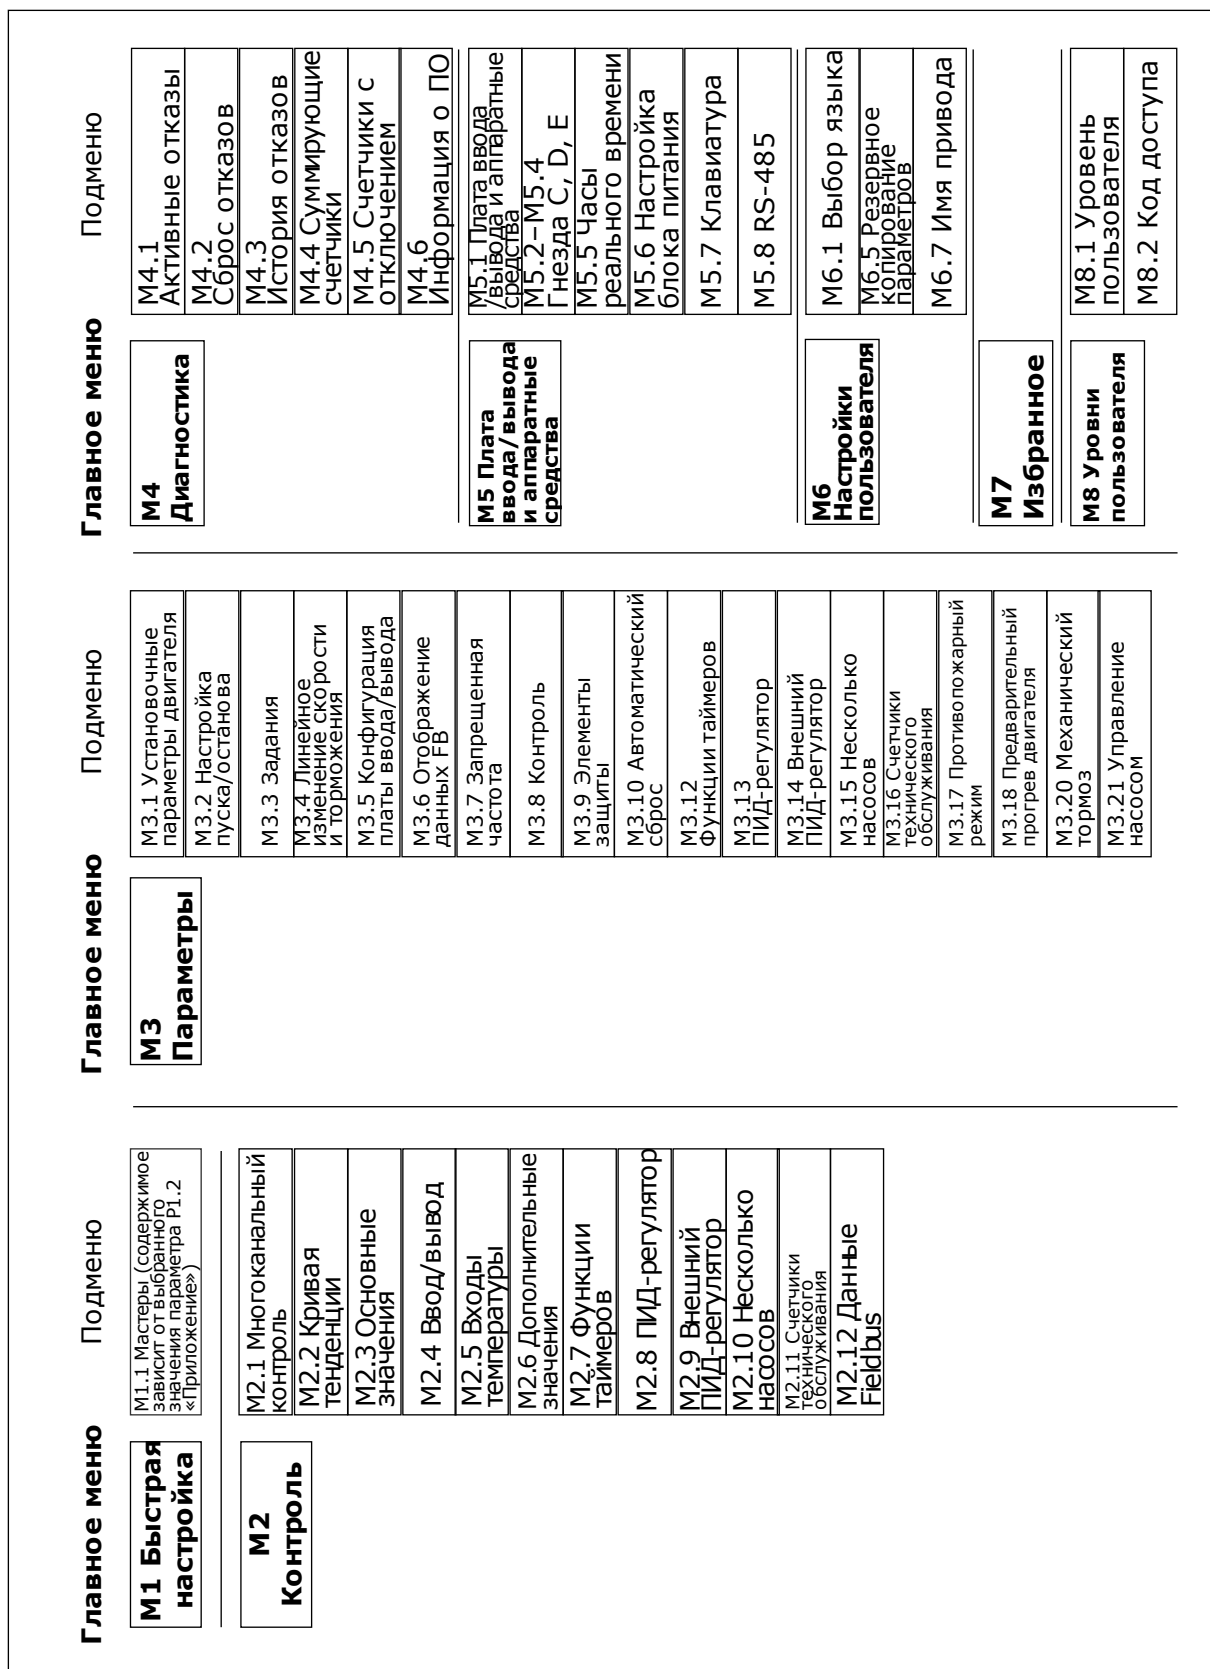 Главное меню
Подменю
М1 Быстрая
настройка
M1.1 Мастеры (содержимое
зависит от выбранного
значения параметра P1.2
«Приложение»)
М2
Контроль
M2.1 Многоканальный
контроль
M2.2 Кривая
тенденции
M2.3 Основные
значения
M2.4 Ввод/вывод
M2.5 Входы
температуры
M2.6 Дополнительные
значения
M2.7 Функции
таймеров
M2.8 ПИД-регулятор
M2.9 Внешний
ПИД-регулятор
M2.10 Несколько
насосов
M2.11 Счетчики
технического
обслуживания
M2.12 Данные
Fieldbus
Главное меню
Подменю
М3
Параметры
M3.1 Установочные
параметры двигателя
M3.2 Настройка
пуска/останова
M3.3 Задания
M3.4 Линейное
изменение скорости
и торможения
M3.5 Конфигурация
платы ввода/вывода
M3.6 Отображение
данных FB
M3.7 Запрещенная
частота
M3.8 Контроль
M3.9 Элементы
защиты
M3.10 Автоматический
сброс
M3.12
Функции таймеров
M3.13
ПИД-регулятор
M3.14 Внешний
ПИД-регулятор
M3.15 Несколько
насосов
M3.16 Счетчики
технического
обслуживания
M3.17 Противопожарный
режим
M3.18 Предварительный
прогрев двигателя
M3.20 Механический
тормоз
M3.21 Управление
насосом
Главное меню
Подменю
М4
Диагностика
M4.1
Активные отказы
M4.2
Сброс отказов
M4.3
История отказов
M4.4 Суммирующие
счетчики
M4.5 Счетчики с
отключением
M4.6
Информация о ПО
М5 Плата
ввода/вывода
и аппаратные
средства
M5.1 Плата ввода
/вывода и аппаратные
средства
M5.2–M5.4
Гнезда C, D, E
M5.5 Часы
реального времени
M5.6 Настройка
блока питания
M5.7 Клавиатура
M5.8 RS-485
М6
Настройки
пользователя
M6.1 Выбор языка
M6.5 Резервное
копирование
параметров
M6.7 Имя привода
М7
Избранное
М8 Уровни
пользователя
M8.1 Уровень
пользователя
M8.2 Код доступа